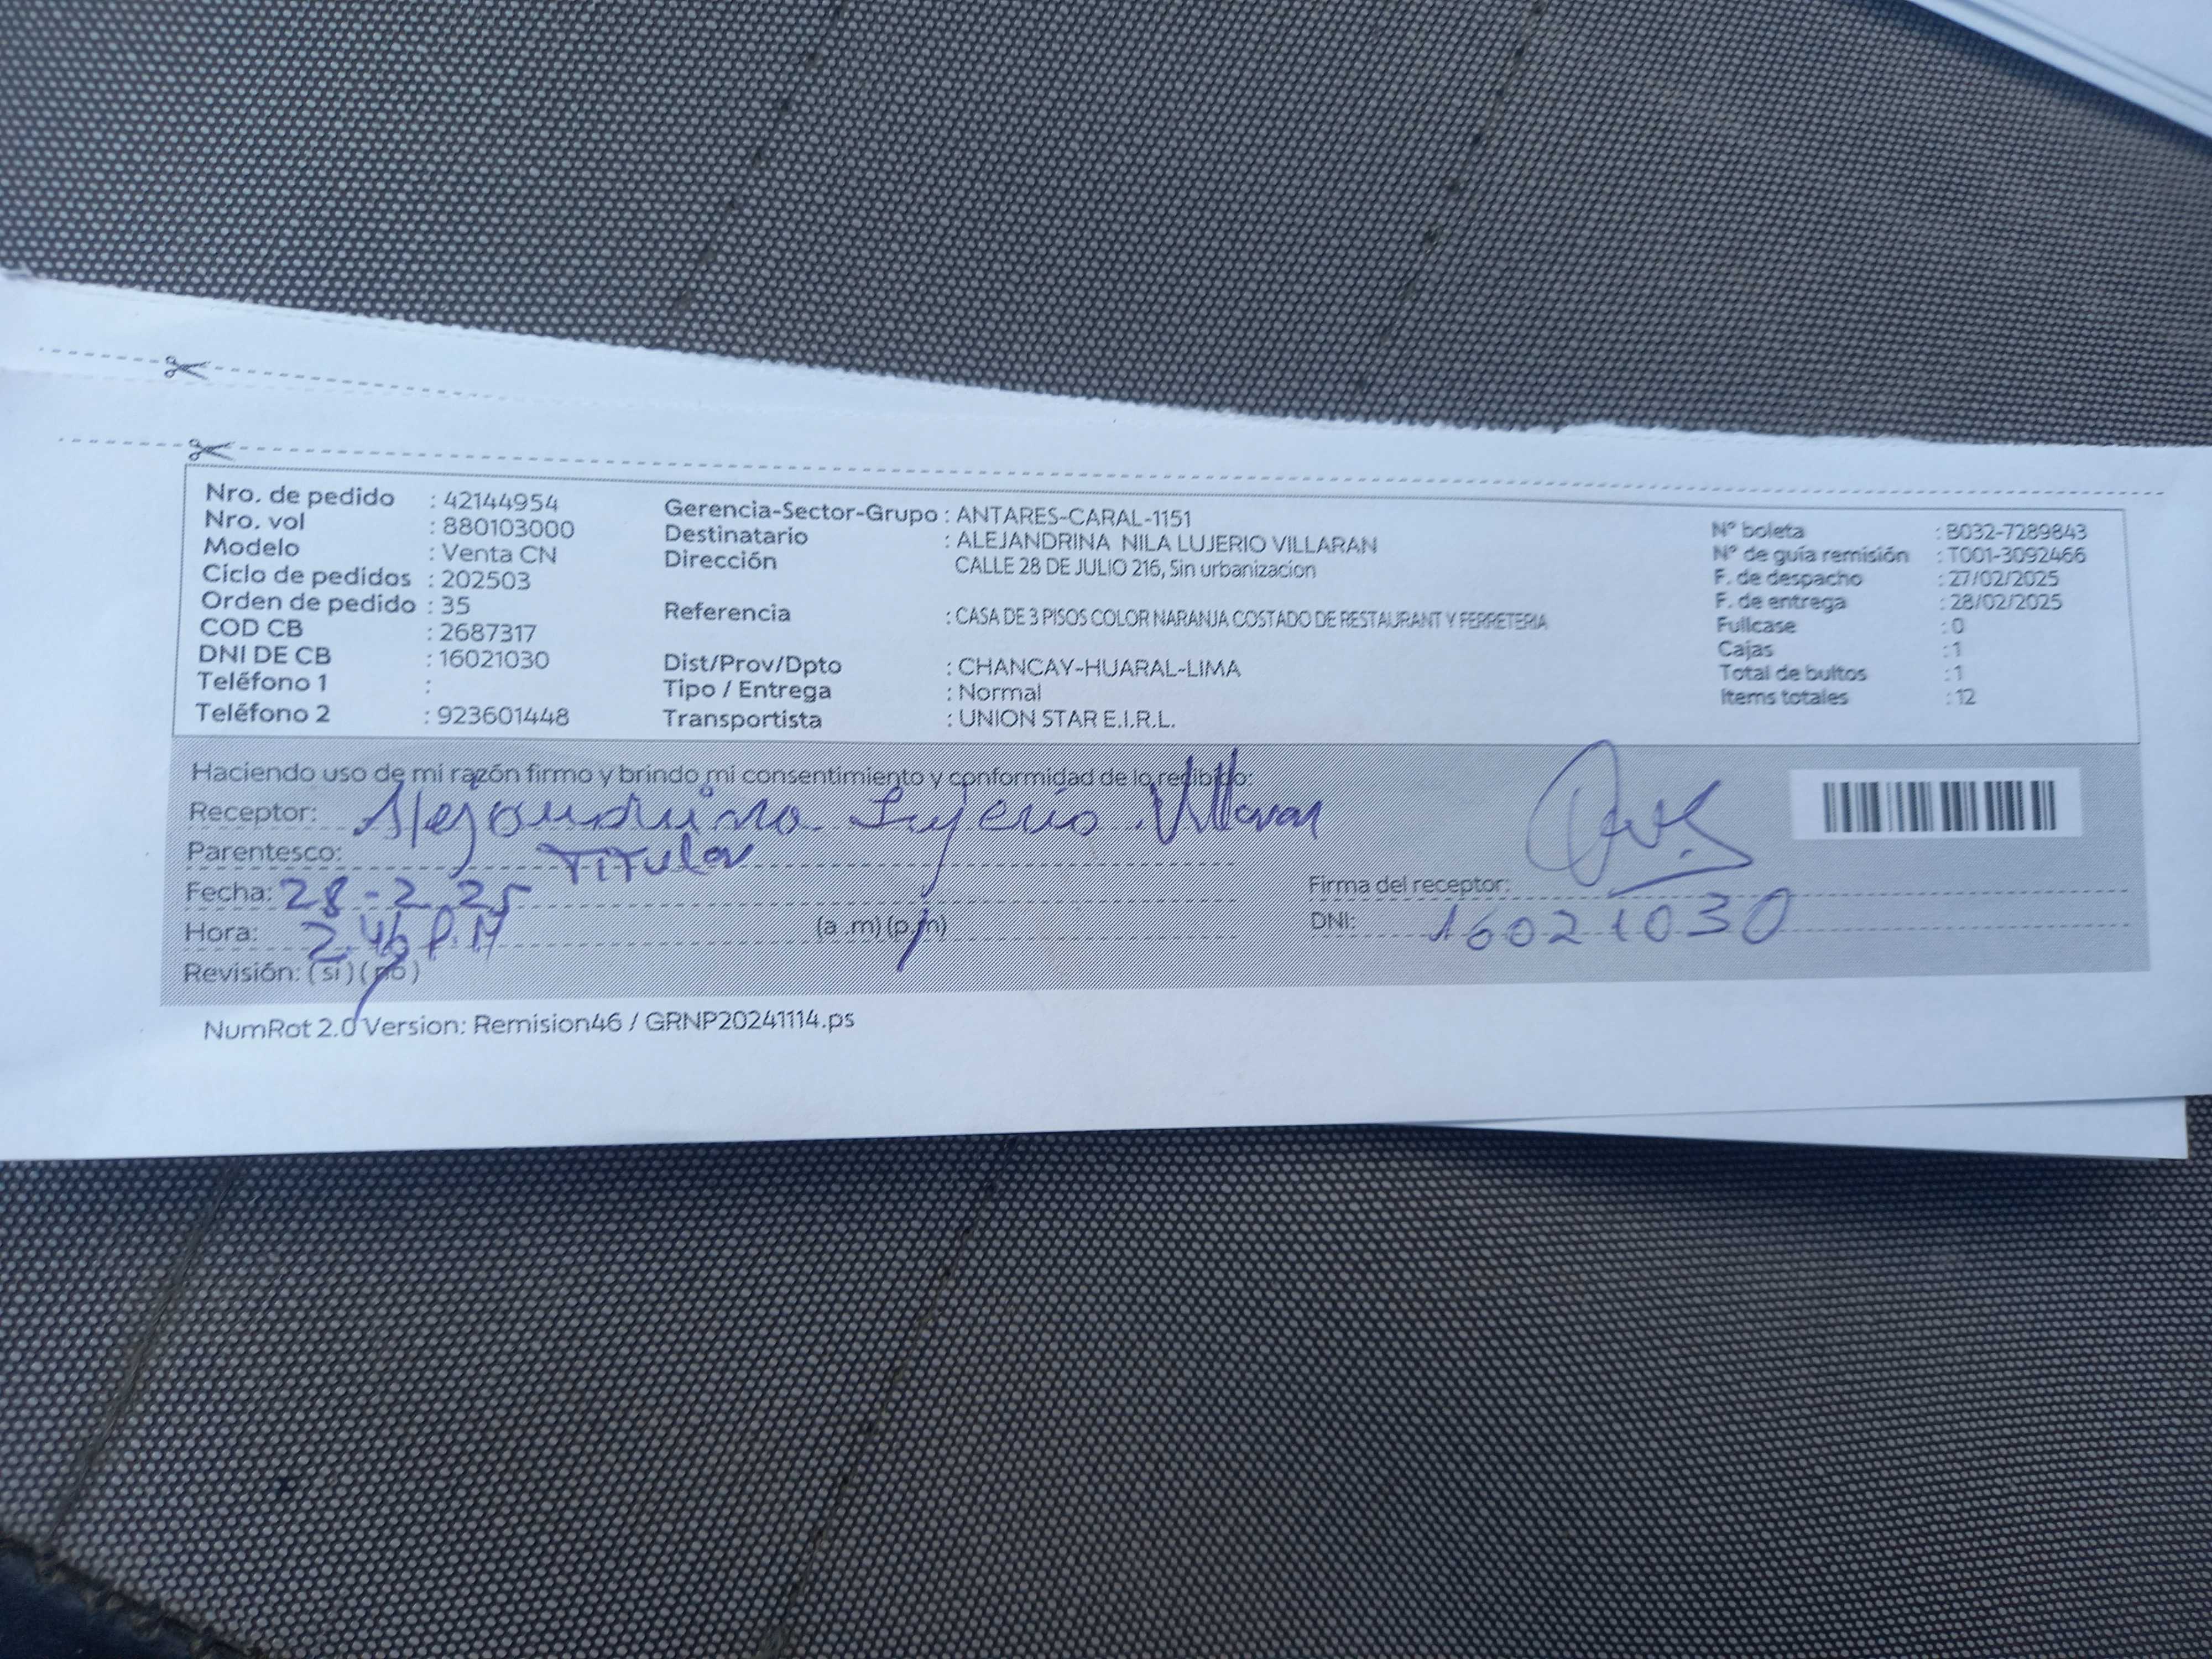 Nro. de pedido : 42144954
Nro. vol : 880103000
Modelo : Venta CN
Ciclo de pedidos : 202503
Orden de pedido : 35
COD CB : 2687317
DNI DE CB : 16021030
Teléfono 1 :
Teléfono 2 : 923601448
Gerencia-Sector-Grupo : ANTARES-CARAL-1151
Destinatario : ALEJANDRINA NILA LUJERIO VILLARAN
Dirección CALLE 28 DE JULIO 216, Sin urbanizacion
Referencia : CASA DE 3 PISOS COLOR NARANJA COSTADO DE RESTAURANT Y FERRETERIA
Dist/Prov/Dpto : CHANCAY-HUARAL-LIMA
Tipo / Entrega : Normal
Transportista : UNION STAR E.I.R.L.
Nº boleta : B032-7289843
Nº de guía remisión : T001-3092466
F. de despacho : 27/02/2025
F. de entrega : 28/02/2025
Fullcase : 0
Cajas : 1
Total de bultos : 1
Items totales : 12
Haciendo uso de mi razón firmo y brindo mi consentimiento y conformidad de lo recibido:
Receptor: Alejandrina Lujerio Villaran
Parentesco: Titular
Fecha: 28-2.25
Hora: 2.46 P.M (a .m) (p.m)
Revisión: (si) (no)
Firma del receptor:
DNI: 16021030
NumRot 2.0 Version: Remision46 / GRNP20241114.ps